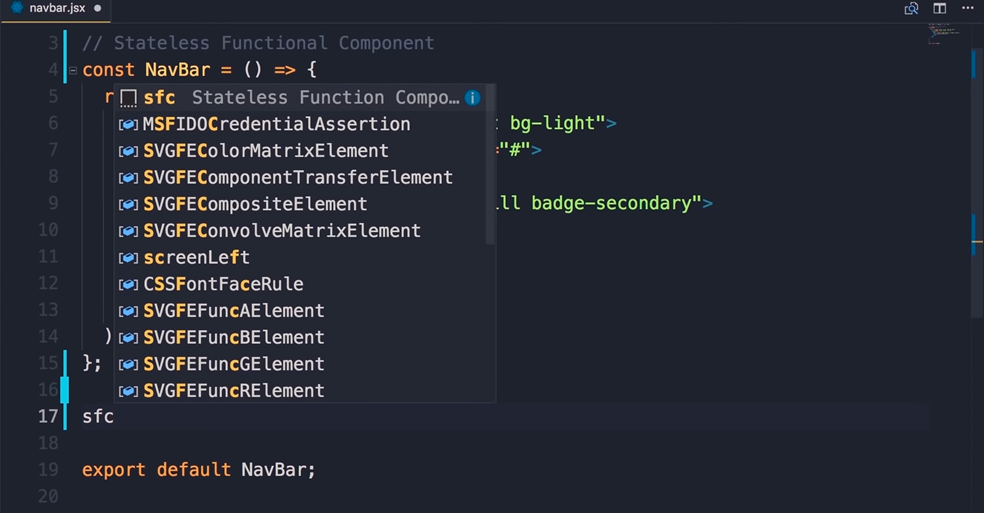 navbar.jsx
3 // Stateless Functional Component
4 const NavBar = () => {
5 r
sfc Stateless Function Compo…
6 bg-light">
MSFIDOCredentialAssertion
7 ="#">
SVGFEColorMatrixElement
8
SVGFEComponentTransferElement
9 ll badge-secondary">
SVGFECompositeElement
10
SVGFEConvolveMatrixElement
11
screenLeft
12
CSSFontFaceRule
13
SVGFEFuncAElement
14 )
SVGFEFuncBElement
15 };
SVGFEFuncGElement
16
SVGFEFuncRElement
17 sfc
18
19 export default NavBar;
20